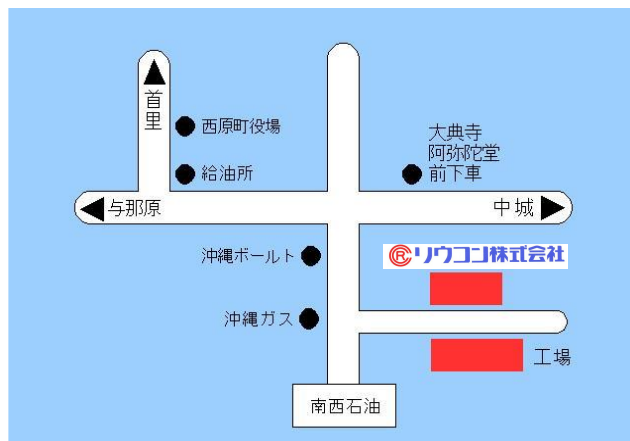 首里
西原町役場
給油所
大典寺
阿弥陀堂
前下車
与那原
中城
沖縄ボールト
R リウコン株式会社
沖縄ガス
工場
南西石油